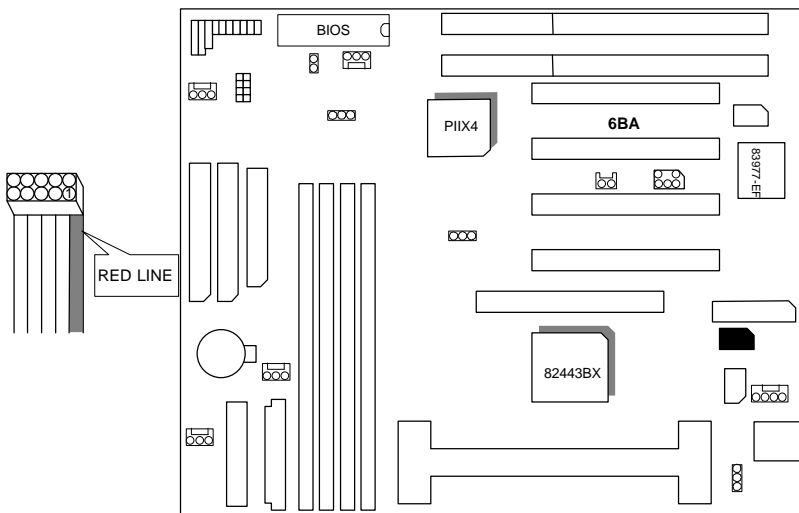 BIOS
PIIX4
6BA
83977-EF
1
RED LINE
82443BX